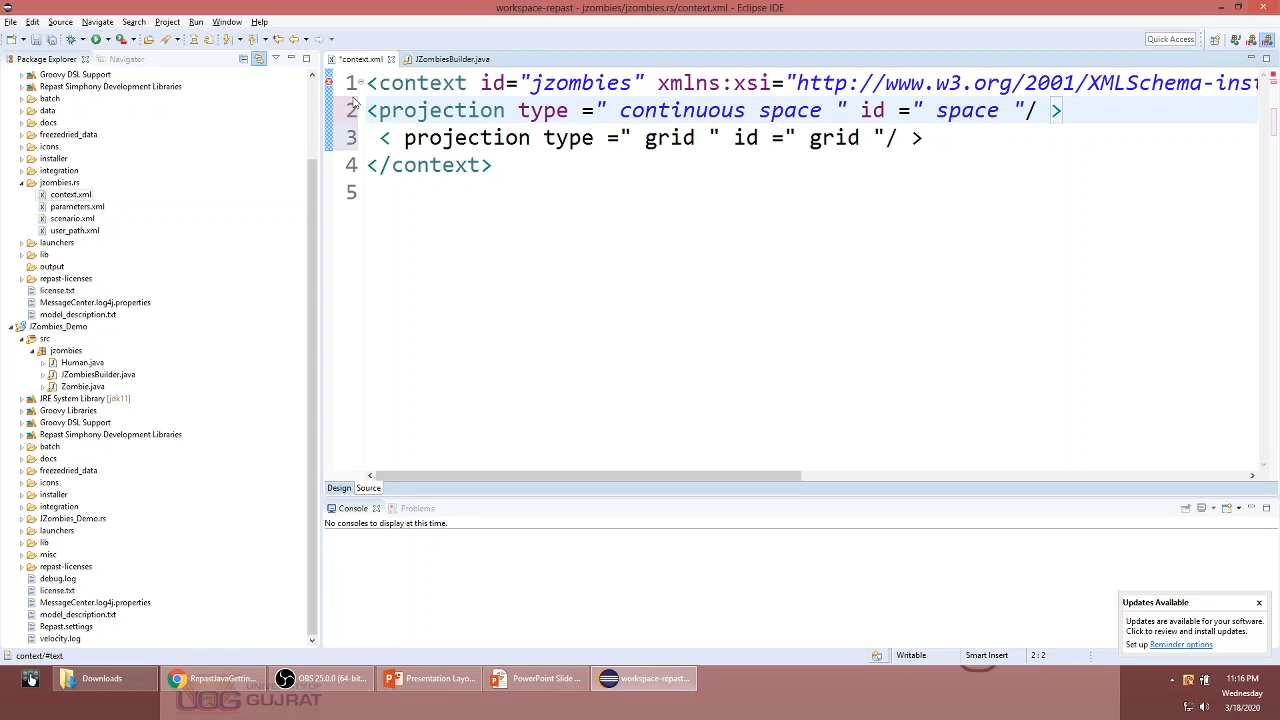 workspace-repast - jzombies/jzombies.rs/context.xml - Eclipse IDE
File Edit Source Navigate Search Project Run Window Help
Quick Access
Package Explorer Navigator
*context.xml JZombiesBuilder.java
Groovy DSL Support
Repast Simphony Development Libraries
batch
data
docs
freezedried_data
icons
installer
integration
jzombies.rs
context.xml
parameters.xml
scenario.xml
user_path.xml
launchers
lib
output
repast-licenses
license.txt
MessageCenter.log4j.properties
model_description.txt
JZombies_Demo
src
jzombies
Human.java
JZombiesBuilder.java
Zombie.java
JRE System Library [jdk11]
Groovy Libraries
Groovy DSL Support
Repast Simphony Development Libraries
batch
docs
freezedried_data
icons
installer
integration
JZombies_Demo.rs
launchers
lib
misc
repast-licenses
debug.log
license.txt
MessageCenter.log4j.properties
model_description.txt
Repast.settings
velocity.log
1 <context id="jzombies" xmlns:xsi="http://www.w3.org/2001/XMLSchema-inst
2 <projection type =" continuous space " id =" space "/ >
3 < projection type =" grid " id =" grid "/ >
4 </context>
5
Design Source
Console Problems
No consoles to display at this time.
Updates Available
Updates are available for your software.
Click to review and install updates.
Set up Reminder options
context/#text
Writable Smart Insert 2 : 2
Downloads RepastJavaGettin... OBS 25.0.0 (64-bit... Presentation Layo... PowerPoint Slide ... workspace-repast...
UNIVERSITY OF
GUJRAT
11:16 PM
Wednesday
3/18/2020